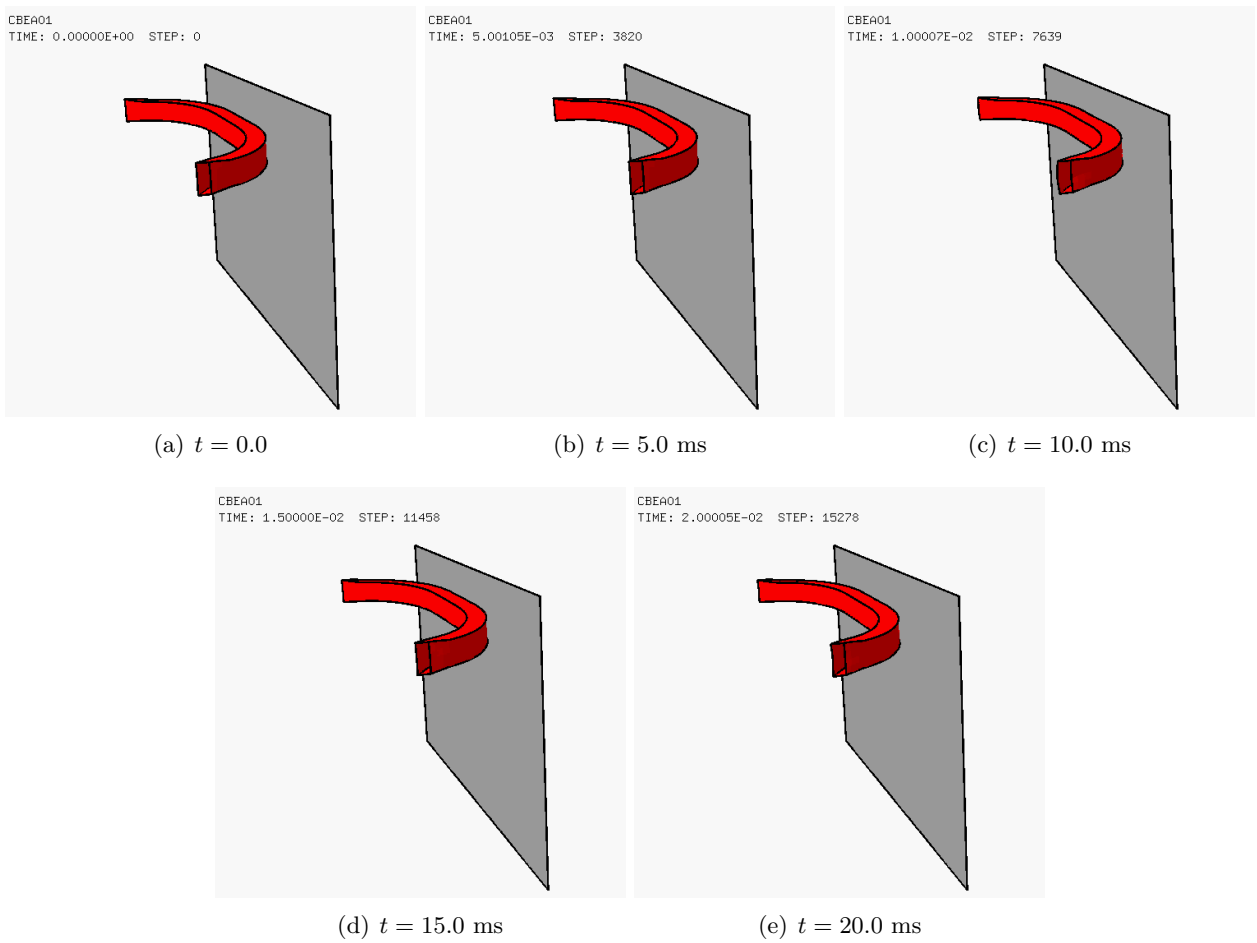 CBEA01
TIME: 0.00000E+00 STEP: 0
CBEA01
TIME: 5.00105E-03 STEP: 3820
CBEA01
TIME: 1.00007E-02 STEP: 7639
(a) t = 0.0
(b) t = 5.0 ms
(c) t = 10.0 ms
CBEA01
TIME: 1.50000E-02 STEP: 11458
CBEA01
TIME: 2.00005E-02 STEP: 15278
(d) t = 15.0 ms
(e) t = 20.0 ms